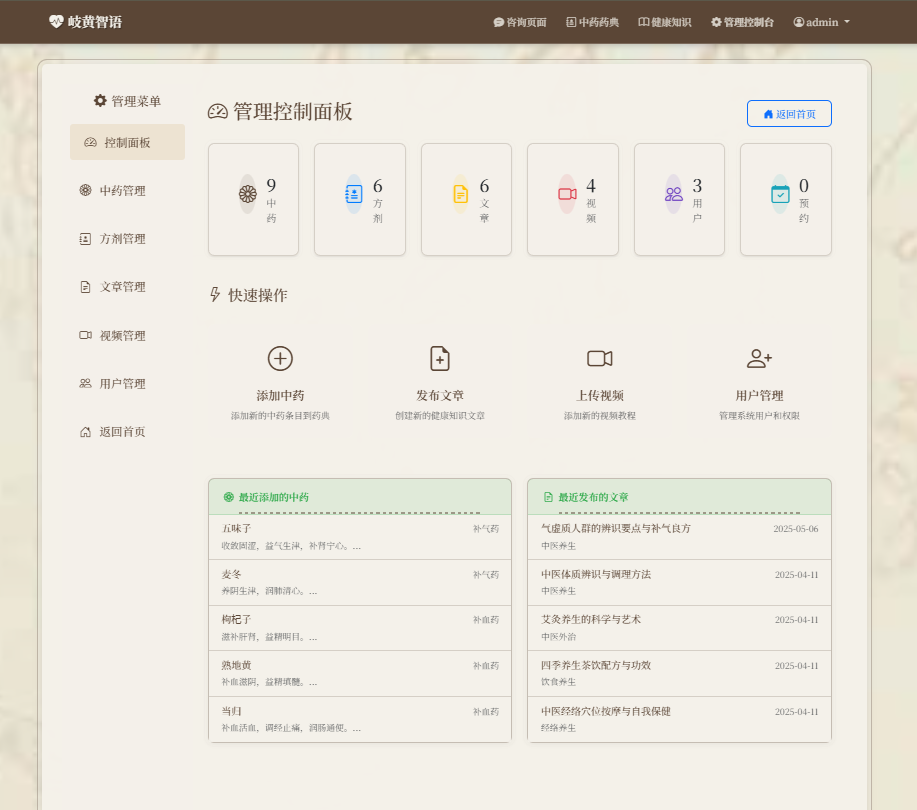 岐黄智语
咨询页面 中药药典 健康知识 管理控制台 admin
管理菜单
控制面板
中药管理
方剂管理
文章管理
视频管理
用户管理
返回首页
管理控制面板
返回首页
9
中药
6
方剂
6
文章
4
视频
3
用户
0
预约
快速操作
添加中药
添加新的中药条目到药典
发布文章
创建新的健康知识文章
上传视频
添加新的视频教程
用户管理
管理系统用户和权限
最近添加的中药
五味子 补气药
收敛固涩，益气生津，补肾宁心。...
麦冬 补气药
养阴生津，润肺清心。...
枸杞子 补血药
滋补肝肾，益精明目。...
熟地黄 补血药
补血滋阴，益精填髓。...
当归 补血药
补血活血，调经止痛，润肠通便。...
最近发布的文章
气虚质人群的辨识要点与补气良方 2025-05-06
中医养生
中医体质辨识与调理方法 2025-04-11
中医养生
艾灸养生的科学与艺术 2025-04-11
中医外治
四季养生茶饮配方与功效 2025-04-11
饮食养生
中医经络穴位按摩与自我保健 2025-04-11
经络养生